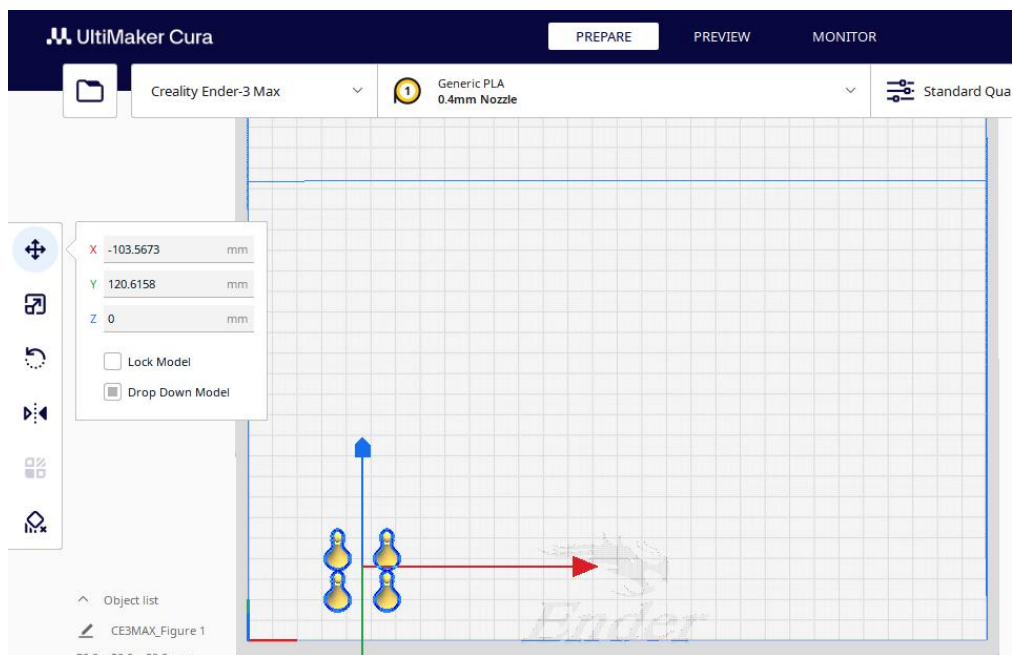 UltiMaker Cura
PREPARE
PREVIEW
MONITOR
Creality Ender-3 Max
1
Generic PLA
0.4mm Nozzle
Standard Qua
X -103.5673 mm
Y 120.6158 mm
Z 0 mm
Lock Model
Drop Down Model
Ender
Object list
CE3MAX_Figure 1